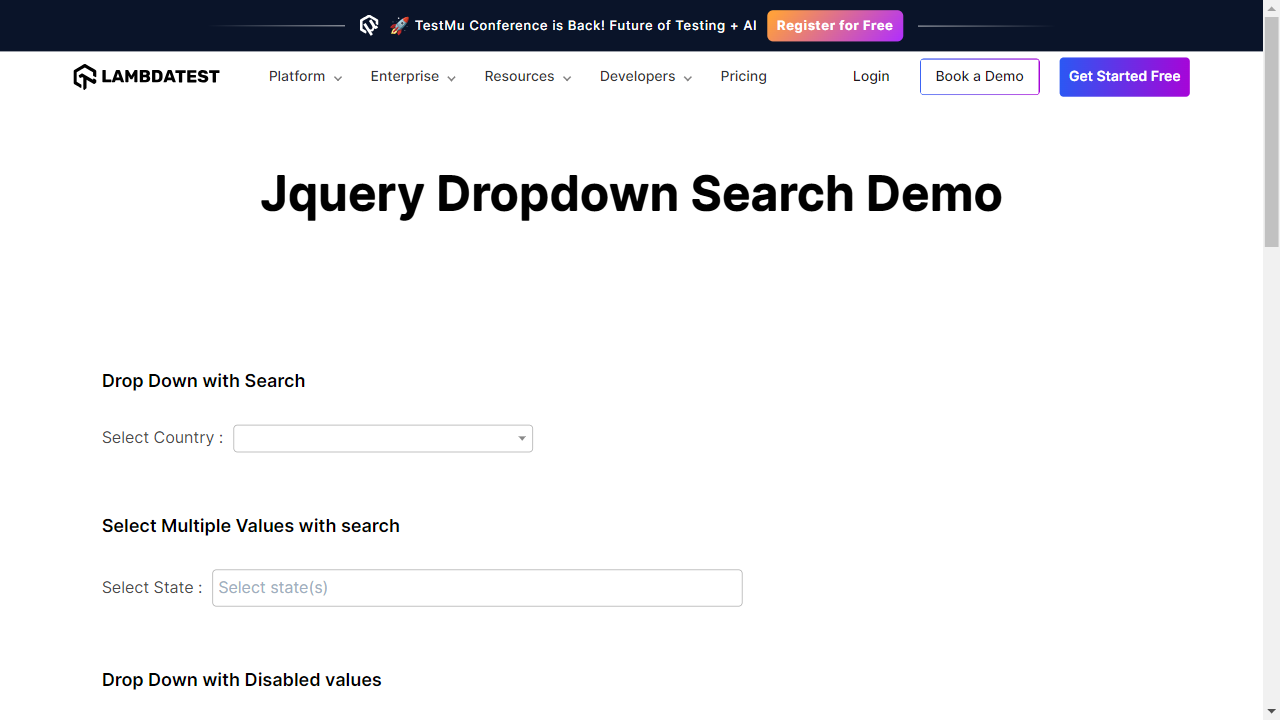 🚀 TestMu Conference is Back! Future of Testing + AI Register for Free
LAMBDATEST Platform Enterprise Resources Developers Pricing Login Book a Demo Get Started Free
Jquery Dropdown Search Demo
Drop Down with Search
Select Country :
Select Multiple Values with search
Select State : Select state(s)
Drop Down with Disabled values